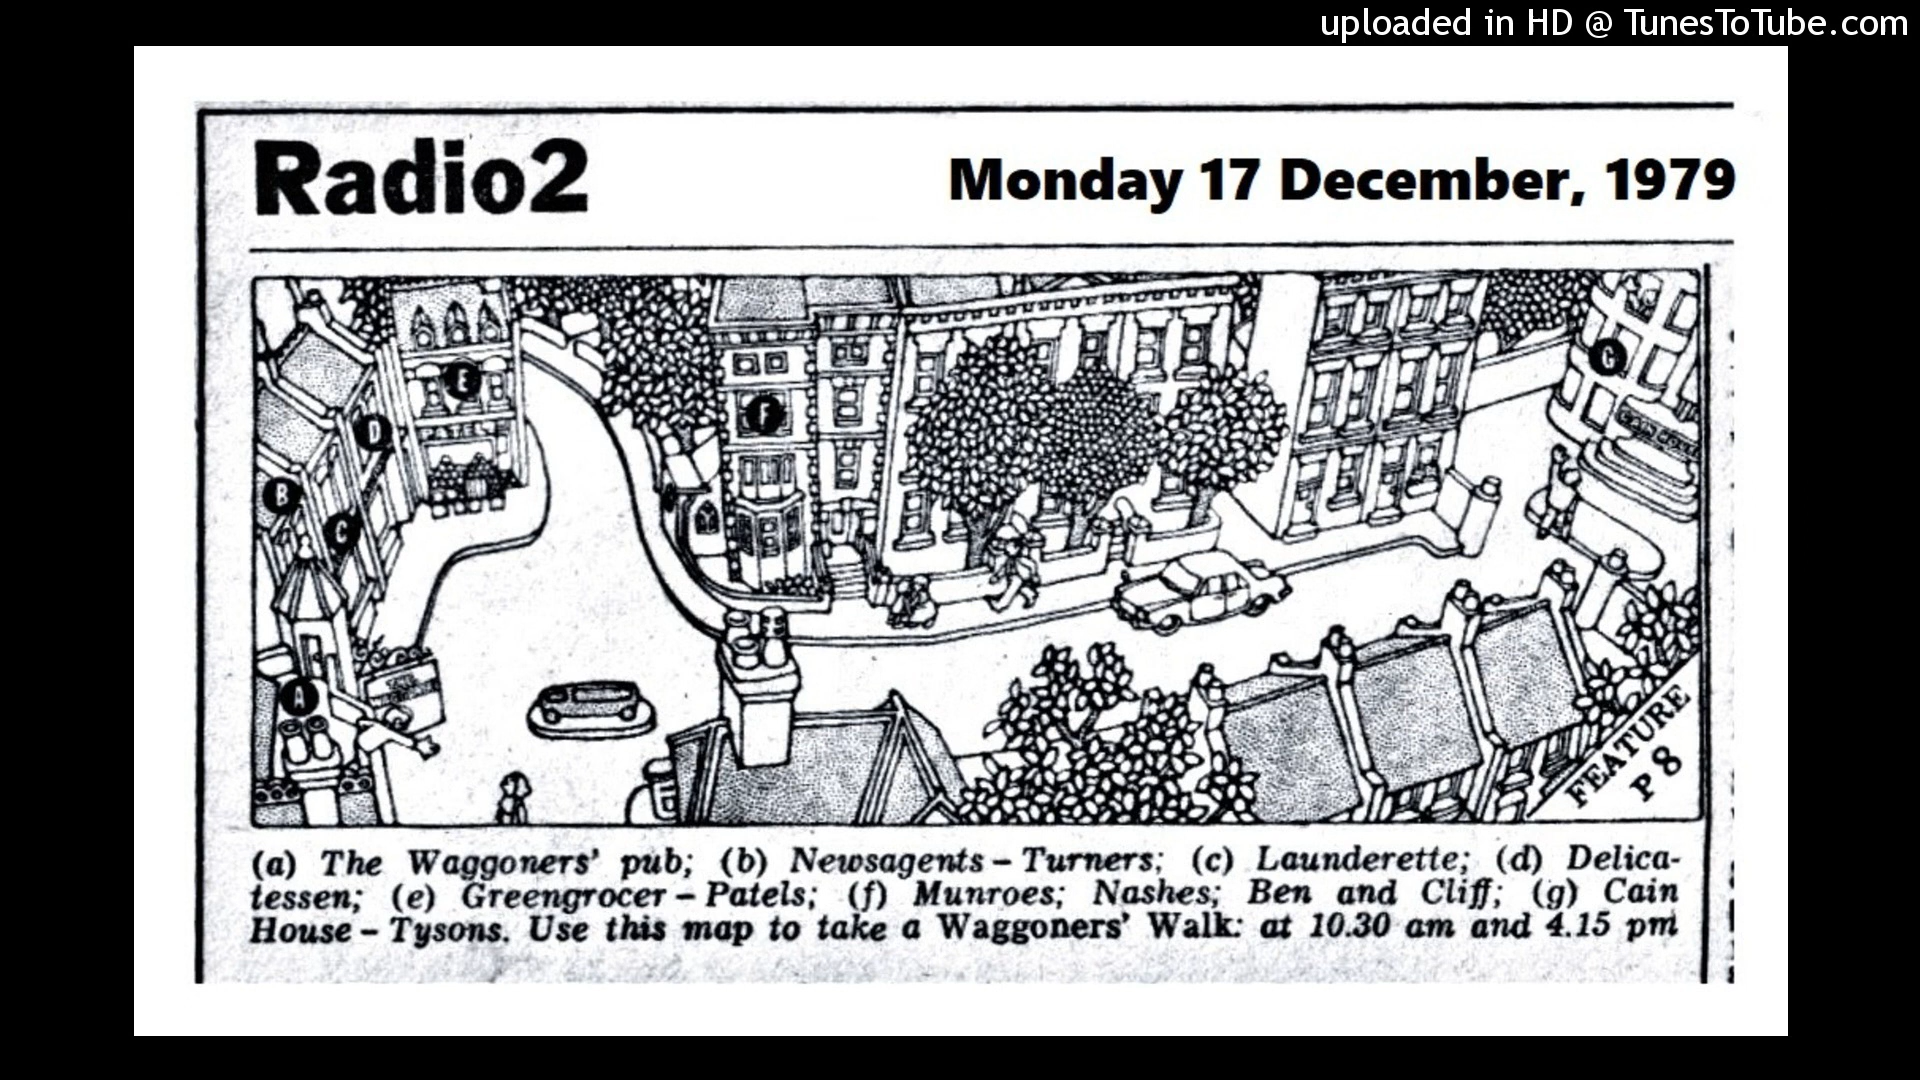 uploaded in HD @ TunesToTube.com
Radio2
Monday 17 December, 1979
E
G
F
D
B
C
A
FEATURE
P 8
(a) The Waggoners' pub; (b) Newsagents – Turners; (c) Launderette; (d) Delica-
tessen; (e) Greengrocer – Patels; (f) Munroes; Nashes; Ben and Cliff; (g) Cain
House – Tysons. Use this map to take a Waggoners' Walk: at 10.30 am and 4.15 pm